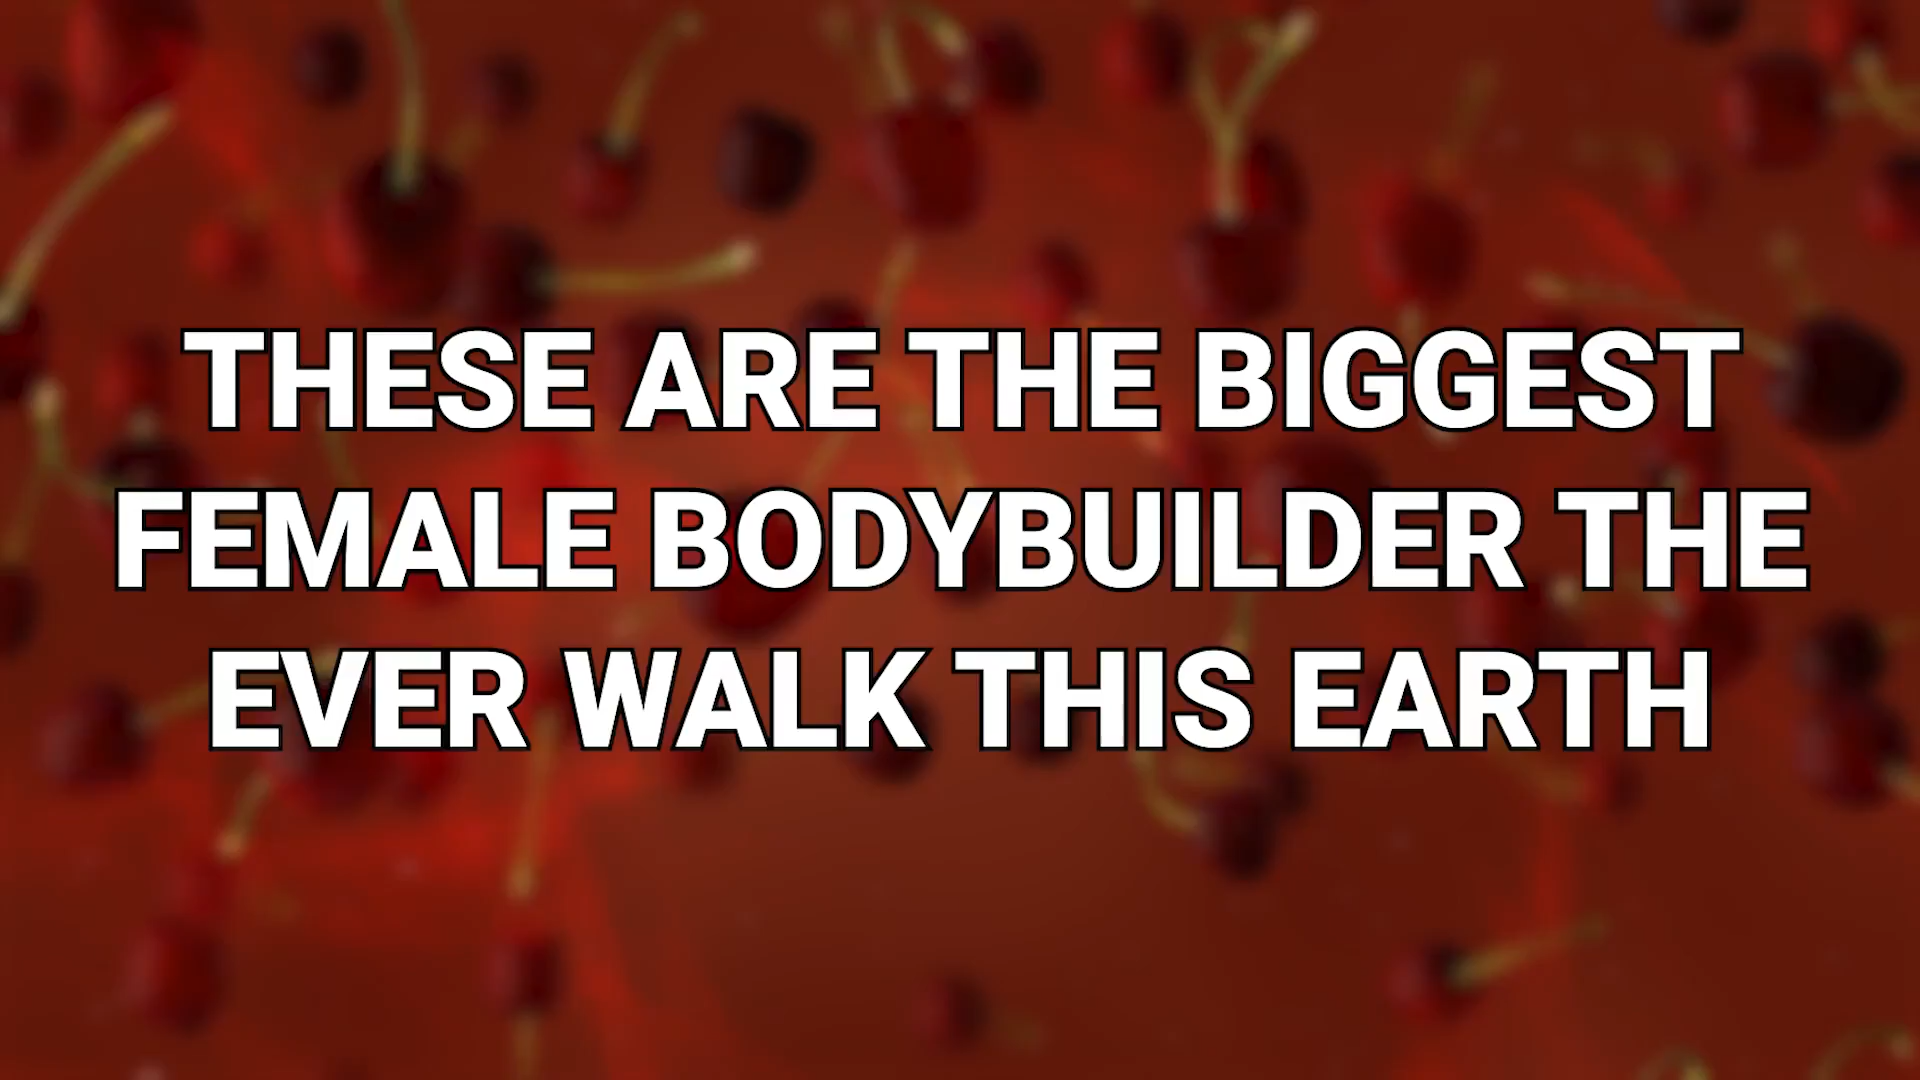 THESE ARE THE BIGGEST
FEMALE BODYBUILDER THE
EVER WALK THIS EARTH